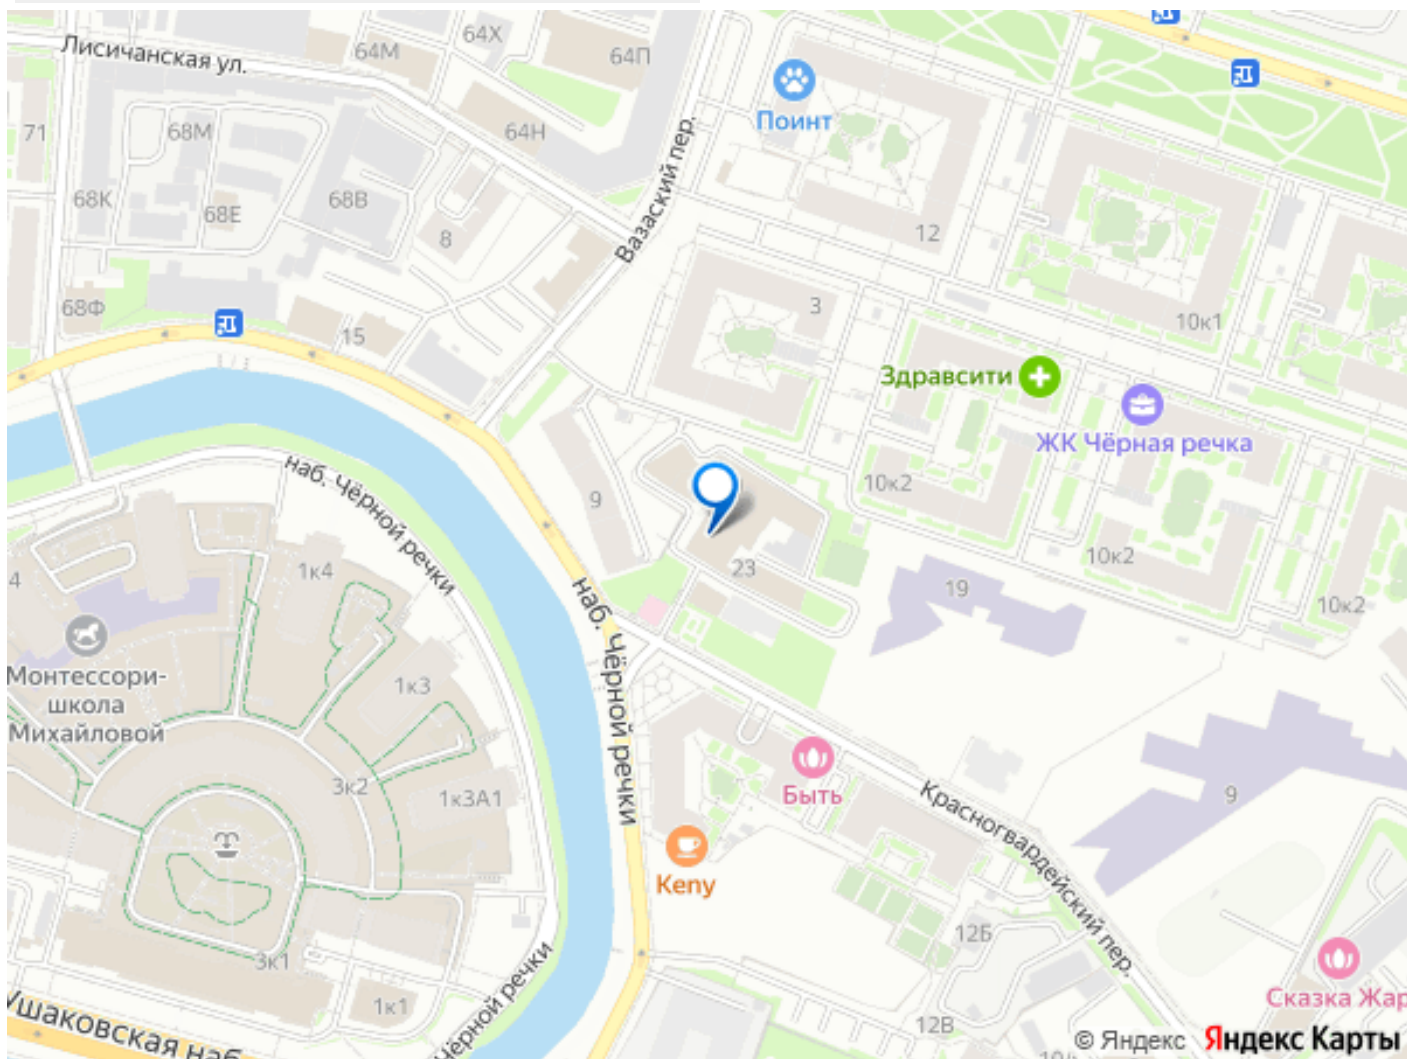 64Х
Лисичанская ул.
64М
64П
Поинт
71
68М
64Н
Вазаский пер.
68К
68Е
68В
8
12
68Ф
15
3
10к1
Здравсити
ЖК Чёрная речка
наб. Чёрной речки
9
10к2
10к2
23
19
10к2
4
1к4
наб. Чёрной речки
Монтессори-
школа
Михайловой
1к3
3к2
1к3А1
Быть
Красногвардейский пер.
9
Keпy
12Б
3к1
Сказка Жар
1к1
Чёрной речки
12В
Ушаковская наб.
© Яндекс Яндекс Карты